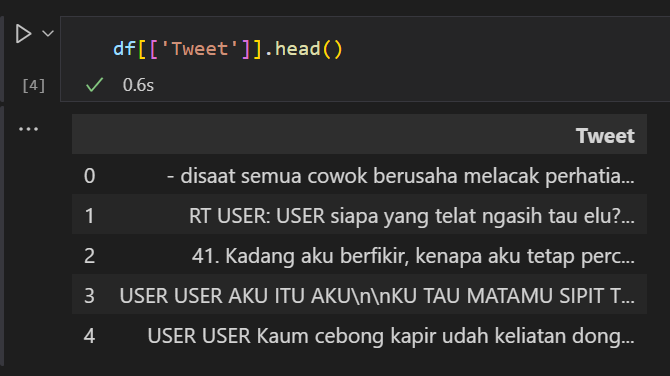 df[['Tweet']].head()
[4] 0.6s
Tweet
0 - disaat semua cowok berusaha melacak perhatia...
1 RT USER: USER siapa yang telat ngasih tau elu?...
2 41. Kadang aku berfikir, kenapa aku tetap perc...
3 USER USER AKU ITU AKU\n\nKU TAU MATAMU SIPIT T...
4 USER USER Kaum cebong kapir udah keliatan dong...